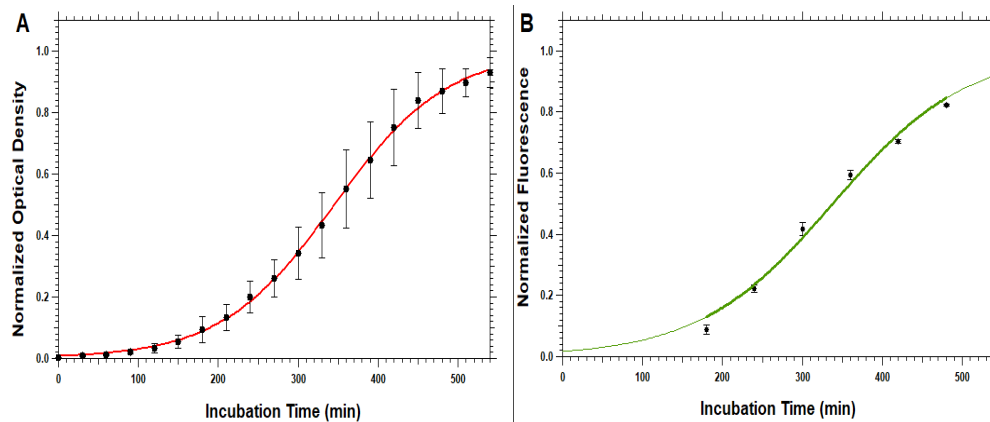 A
Normalized Optical Density
1.0
0.8
0.6
0.4
0.2
0.0
0 100 200 300 400 500
Incubation Time (min)
B
Normalized Fluorescence
1.0
0.8
0.6
0.4
0.2
0.0
0 100 200 300 400 500
Incubation Time (min)